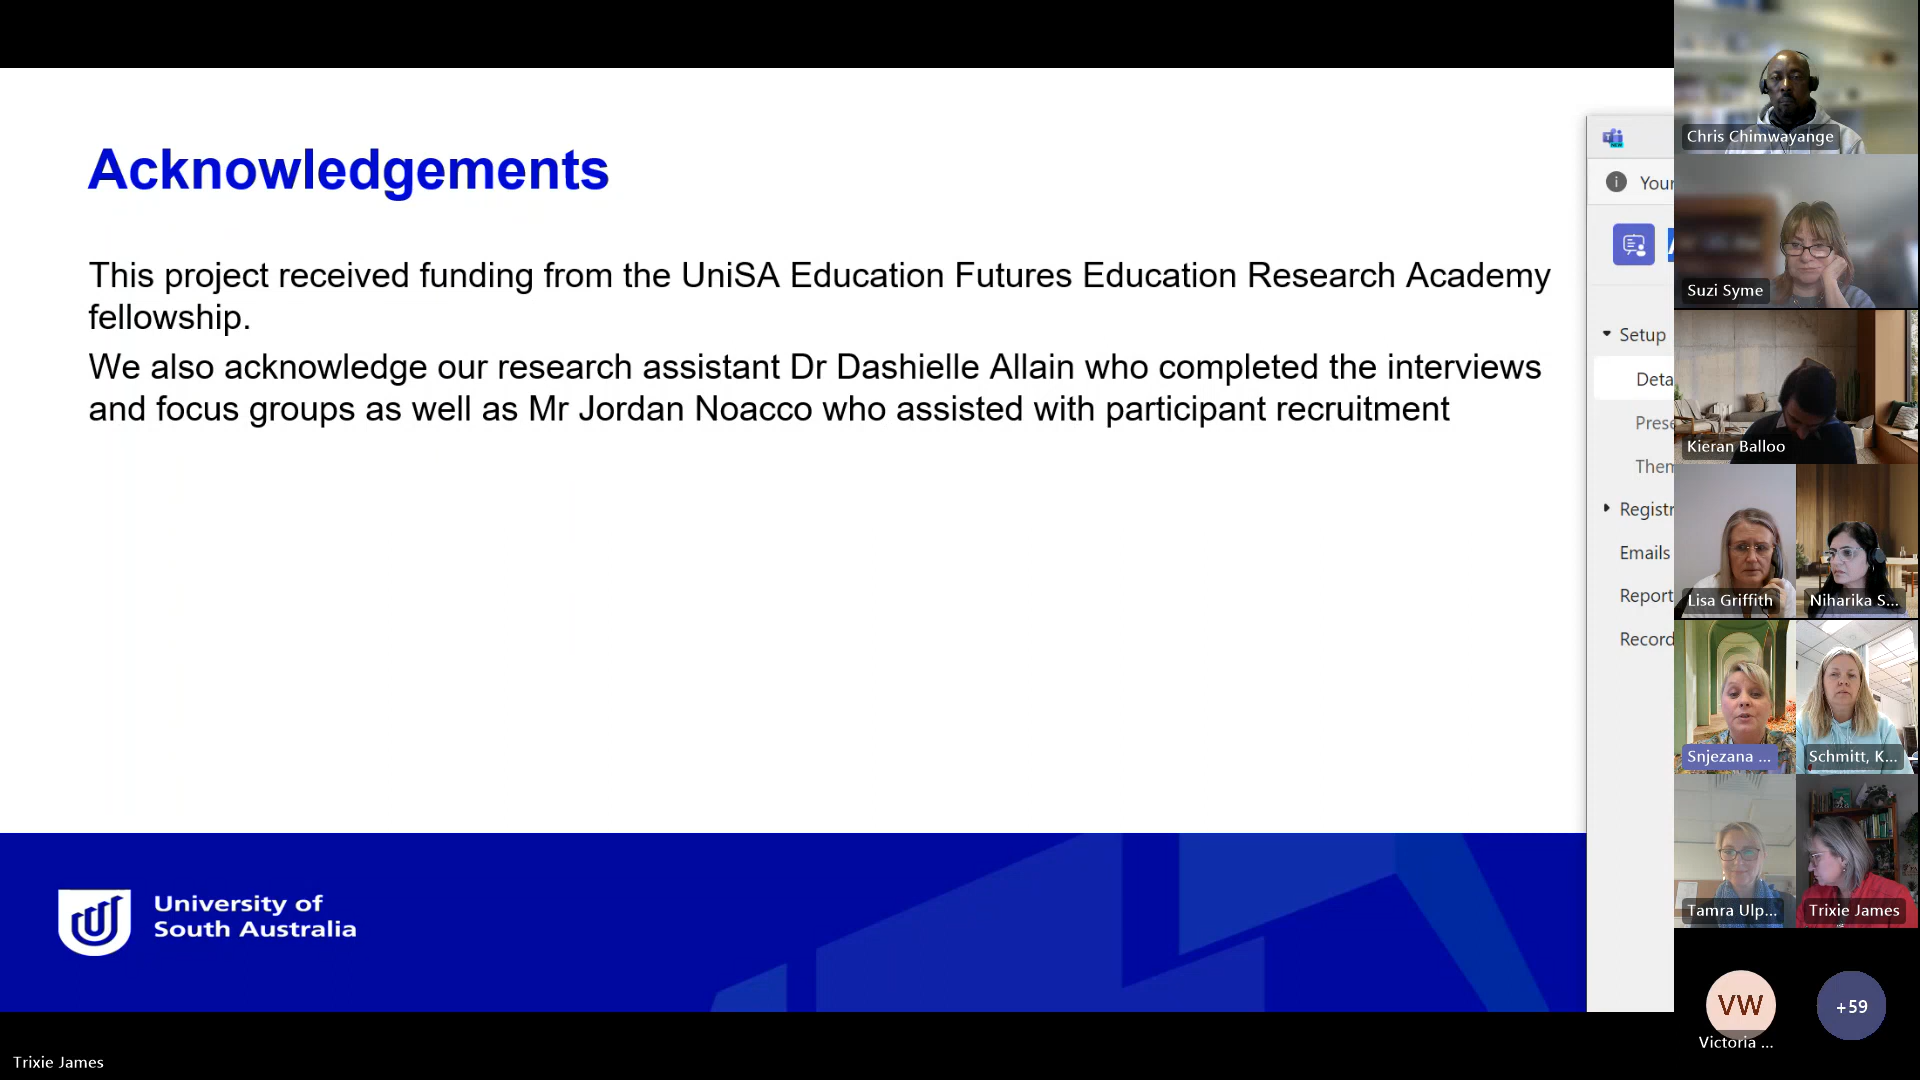 Acknowledgements
This project received funding from the UniSA Education Futures Education Research Academy
fellowship.
We also acknowledge our research assistant Dr Dashielle Allain who completed the interviews
and focus groups as well as Mr Jordan Noacco who assisted with participant recruitment
University of
South Australia
Trixie James
NEW
Your
Setup
Deta
Prese
Them
Registr
Emails
Report
Record
Chris Chimwayange
Suzi Syme
Kieran Balloo
Lisa Griffith
Niharika S...
Snjezana ...
Schmitt, K...
Tamra Ulp...
Trixie James
VW
Victoria ...
+59